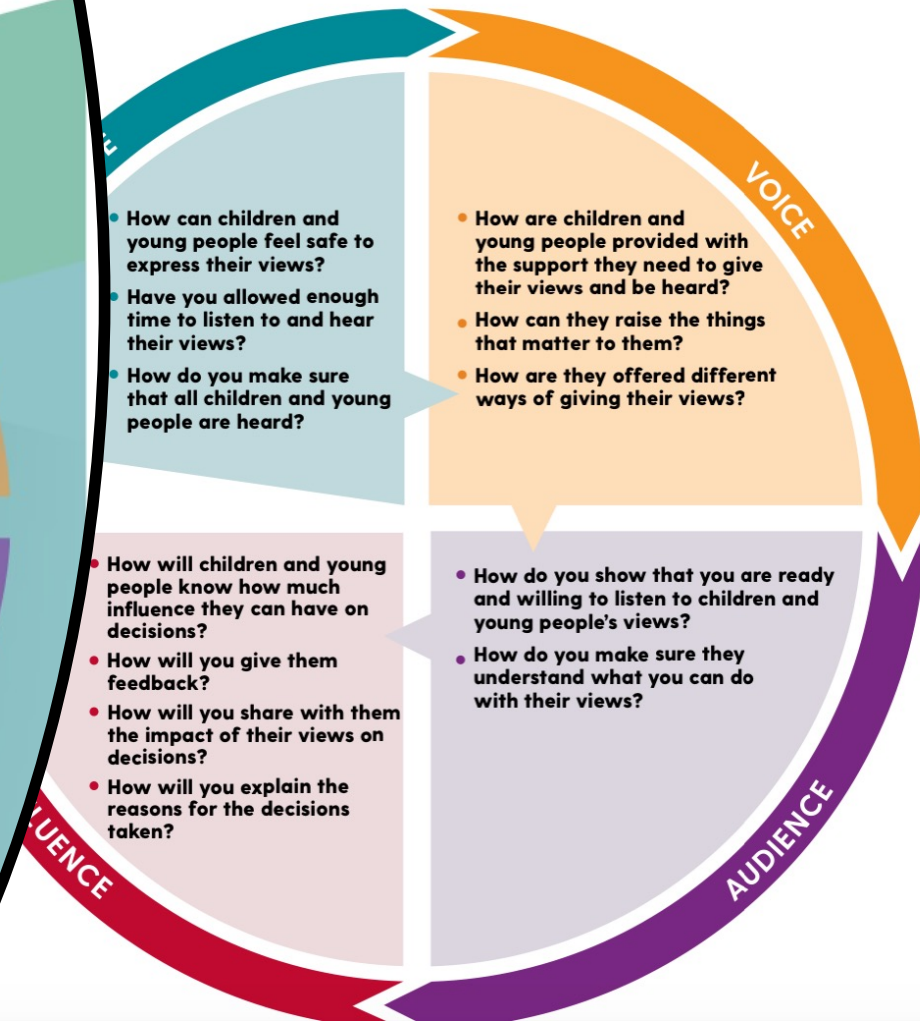 VOICE
• How can children and
young people feel safe to
express their views?
• Have you allowed enough
time to listen to and hear
their views?
• How do you make sure
that all children and young
people are heard?
• How are children and
young people provided with
the support they need to give
their views and be heard?
• How can they raise the things
that matter to them?
• How are they offered different
ways of giving their views?
• How will children and young
people know how much
influence they can have on
decisions?
• How will you give them
feedback?
• How will you share with them
the impact of their views on
decisions?
• How will you explain the
reasons for the decisions
taken?
• How do you show that you are ready
and willing to listen to children and
young people’s views?
• How do you make sure they
understand what you can do
with their views?
LUENCE
AUDIENCE